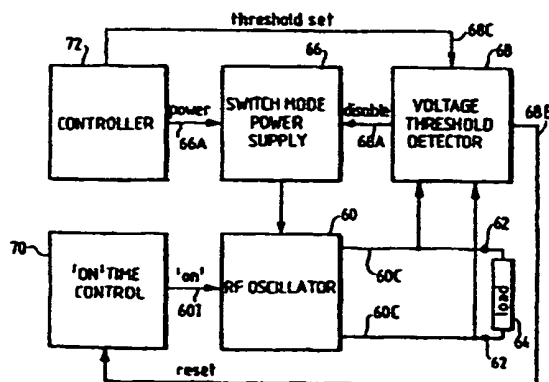 threshold set
72
66
68C
68
CONTROLLER
power
66A
SWITCH MODE
POWER
SUPPLY
disable
68A
VOLTAGE
THRESHOLD
DETECTOR
68B
60
62
70
'ON' TIME
CONTROL
'on'
60I
RF OSCILLATOR
60C
60C
load
62
64
reset